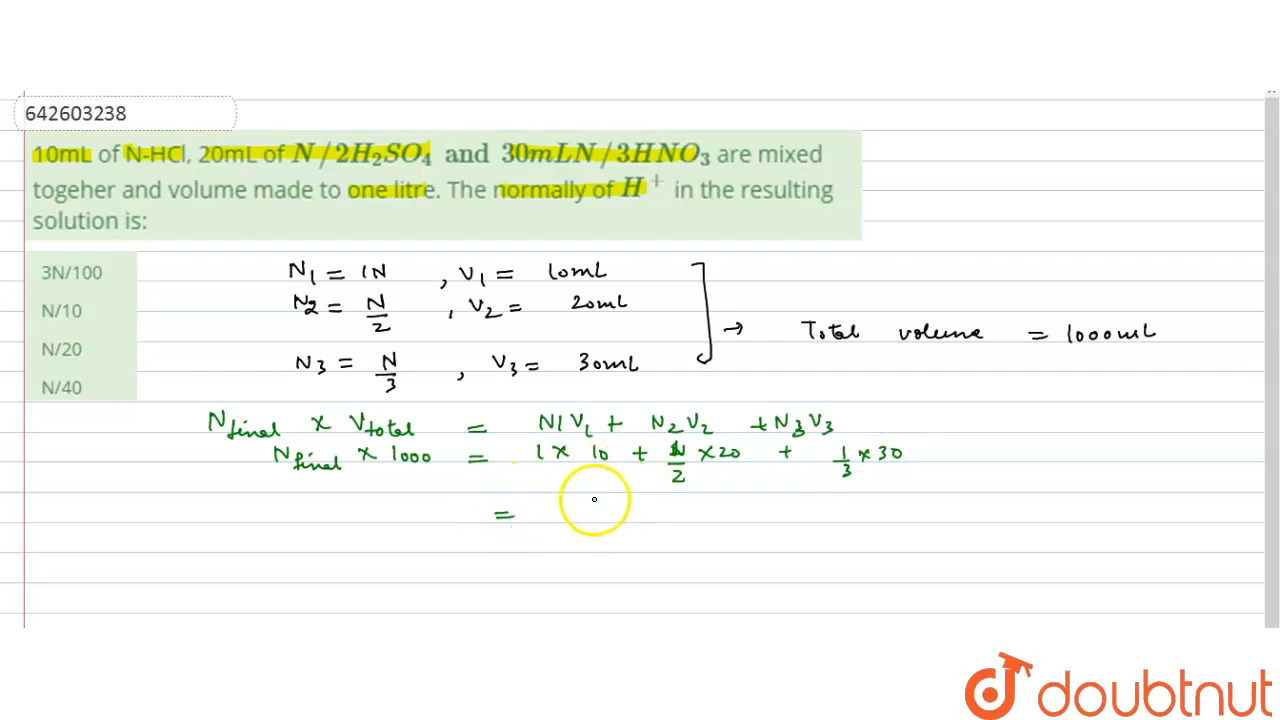 642603238
10mL of N-HCl, 20mL of N/2H₂SO₄ and 30mLN/3HNO₃ are mixed
togeher and volume made to one litre. The normally of H⁺ in the resulting
solution is:
3N/100
N/10
N/20
N/40
N₁ = 1N , V₁ = 10mL
N₂ = N/2 , V₂ = 20mL
N₃ = N/3 , V₃ = 30mL
→ Total volume = 1000mL
Nfinal × Vtotal = N1V₁ + N₂V₂ + N₃V₃
Nfinal × 1000 = 1 × 10 + 1/2 × 20 + 1/3 × 30
=
doubtnut